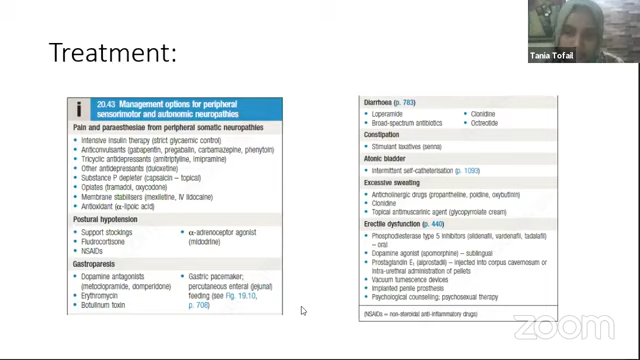 Treatment:
Tania Tofail
i 20.43 Management options for peripheral
sensorimotor and autonomic neuropathies
Pain and paraesthesiae from peripheral somatic neuropathies
• Intensive insulin therapy (strict glycaemic control)
• Anticonvulsants (gabapentin, pregabalin, carbamazepine, phenytoin)
• Tricyclic antidepressants (amitriptyline, imipramine)
• Other antidepressants (duloxetine)
• Substance P depleter (capsaicin – topical)
• Opiates (tramadol, oxycodone)
• Membrane stabilisers (mexiletine, IV lidocaine)
• Antioxidant (α-lipoic acid)
Postural hypotension
• Support stockings
• Fludrocortisone
• NSAIDs
• α-adrenoceptor agonist
(midodrine)
Gastroparesis
• Dopamine antagonists
(metoclopramide, domperidone)
• Erythromycin
• Botulinum toxin
• Gastric pacemaker;
percutaneous enteral (jejunal)
feeding (see Fig. 19.10,
p. 708)
Diarrhoea (p. 783)
• Loperamide
• Broad-spectrum antibiotics
• Clonidine
• Octreotide
Constipation
• Stimulant laxatives (senna)
Atonic bladder
• Intermittent self-catheterisation (p. 1093)
Excessive sweating
• Anticholinergic drugs (propantheline, poldine, oxybutinin)
• Clonidine
• Topical antimuscarinic agent (glycopyrrolate cream)
Erectile dysfunction (p. 440)
• Phosphodiesterase type 5 inhibitors (sildenafil, vardenafil, tadalafil)
– oral
• Dopamine agonist (apomorphine) – sublingual
• Prostaglandin E₁ (alprostadil) – injected into corpus cavernosum or
intra-urethral administration of pellets
• Vacuum tumescence devices
• Implanted penile prosthesis
• Psychological counselling; psychosexual therapy
(NSAIDs = non-steroidal anti-inflammatory drugs)
zoom